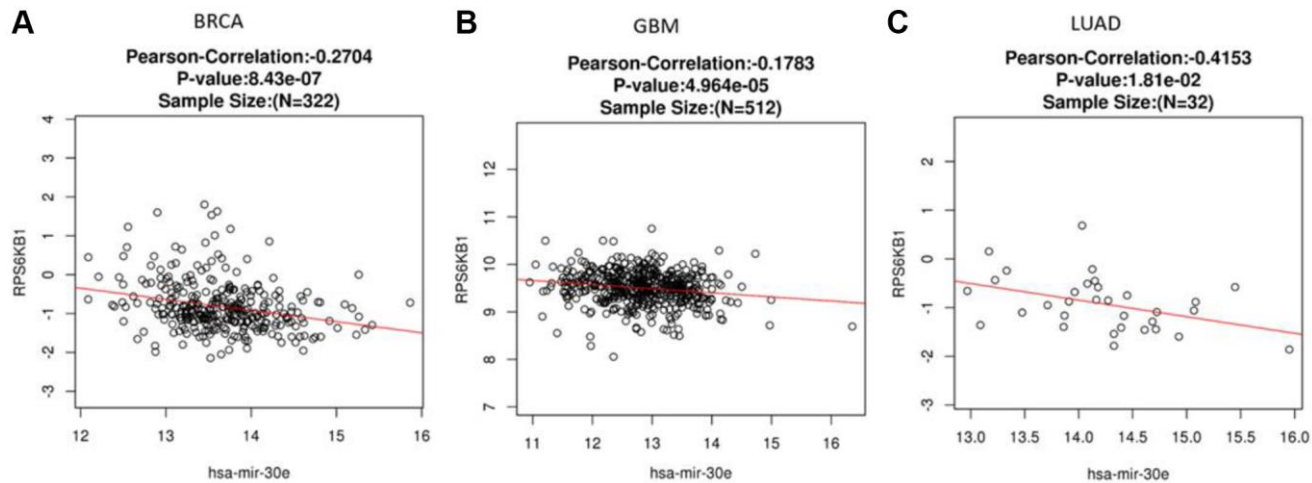 A
BRCA
Pearson-Correlation:-0.2704
P-value:8.43e-07
Sample Size:(N=322)
RPS6KB1
4
3
2
1
0
-1
-2
-3
12
13
14
15
16
hsa-mir-30e
B
GBM
Pearson-Correlation:-0.1783
P-value:4.964e-05
Sample Size:(N=512)
RPS6KB1
12
11
10
9
8
7
11
12
13
14
15
16
hsa-mir-30e
C
LUAD
Pearson-Correlation:-0.4153
P-value:1.81e-02
Sample Size:(N=32)
RPS6KB1
2
1
0
-1
-2
-3
13.0
13.5
14.0
14.5
15.0
15.5
16.0
hsa-mir-30e